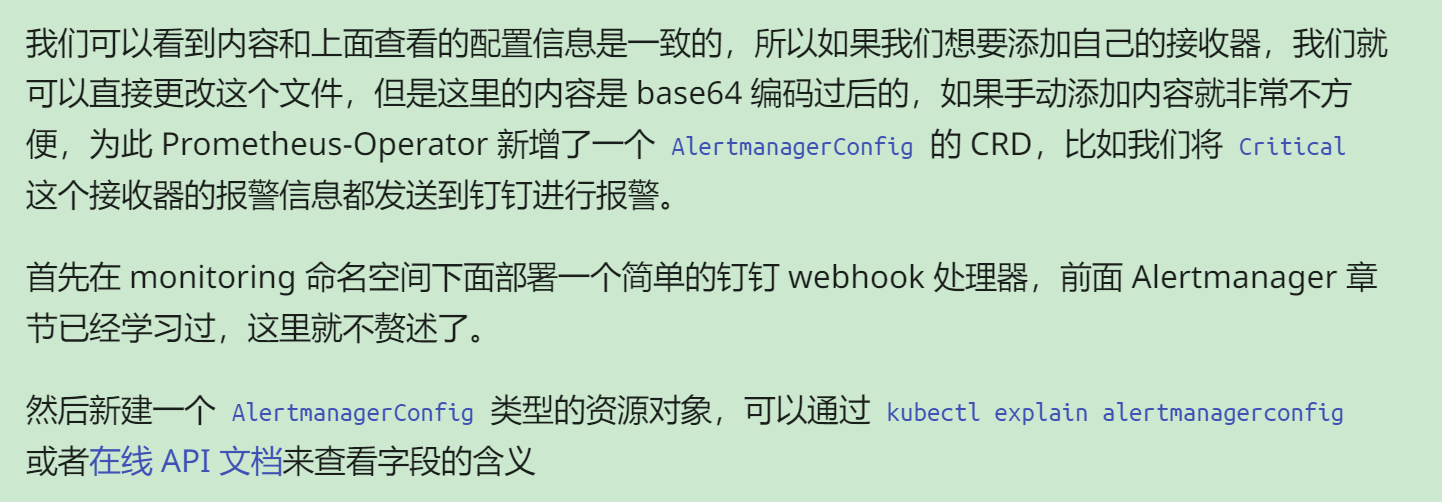 我们可以看到内容和上面查看的配置信息是一致的，所以如果我们想要添加自己的接收器，我们就
可以直接更改这个文件，但是这里的内容是 base64 编码过后的，如果手动添加内容就非常不方
便，为此 Prometheus-Operator 新增了一个 AlertmanagerConfig 的 CRD，比如我们将 Critical
这个接收器的报警信息都发送到钉钉进行报警。
首先在 monitoring 命名空间下面部署一个简单的钉钉 webhook 处理器，前面 Alertmanager 章
节已经学习过，这里就不赘述了。
然后新建一个 AlertmanagerConfig 类型的资源对象，可以通过 kubectl explain alertmanagerconfig
或者在线 API 文档来查看字段的含义